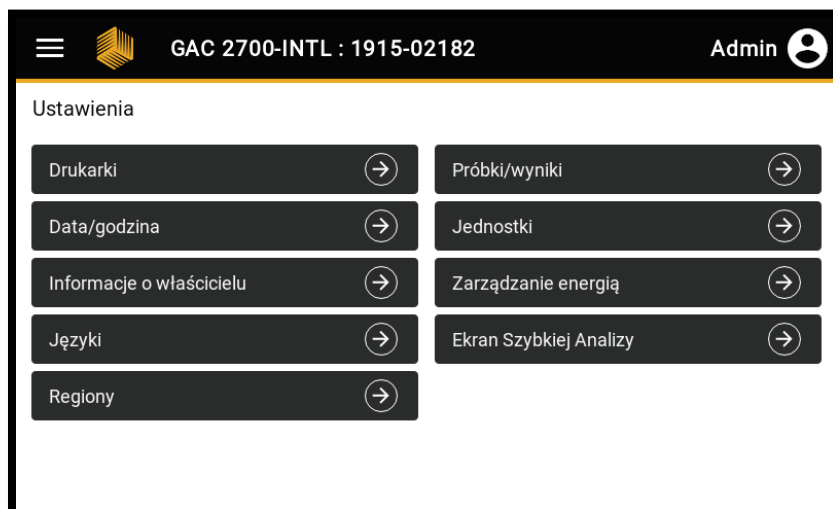 GAC 2700-INTL : 1915-02182
Admin
Ustawienia
Drukarki
Próbki/wyniki
Data/godzina
Jednostki
Informacje o właścicielu
Zarządzanie energią
Języki
Ekran Szybkiej Analizy
Regiony